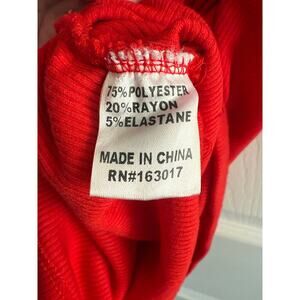 75% POLYESTER
20% RAYON
5% ELASTANE
MADE IN CHINA
RN#163017